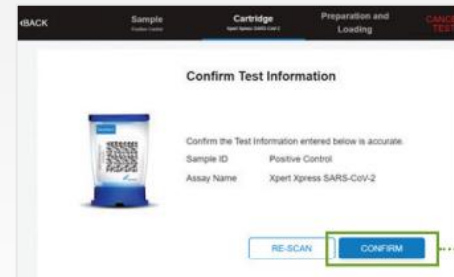 ‹BACK
Sample
Positive Control
Cartridge
Xpert Xpress SARS-CoV-2
Preparation and
Loading
CANCEL
TEST
Confirm Test Information
Confirm the Test Information entered below is accurate.
Sample ID Positive Control
Assay Name Xpert Xpress SARS-CoV-2
RE-SCAN
CONFIRM